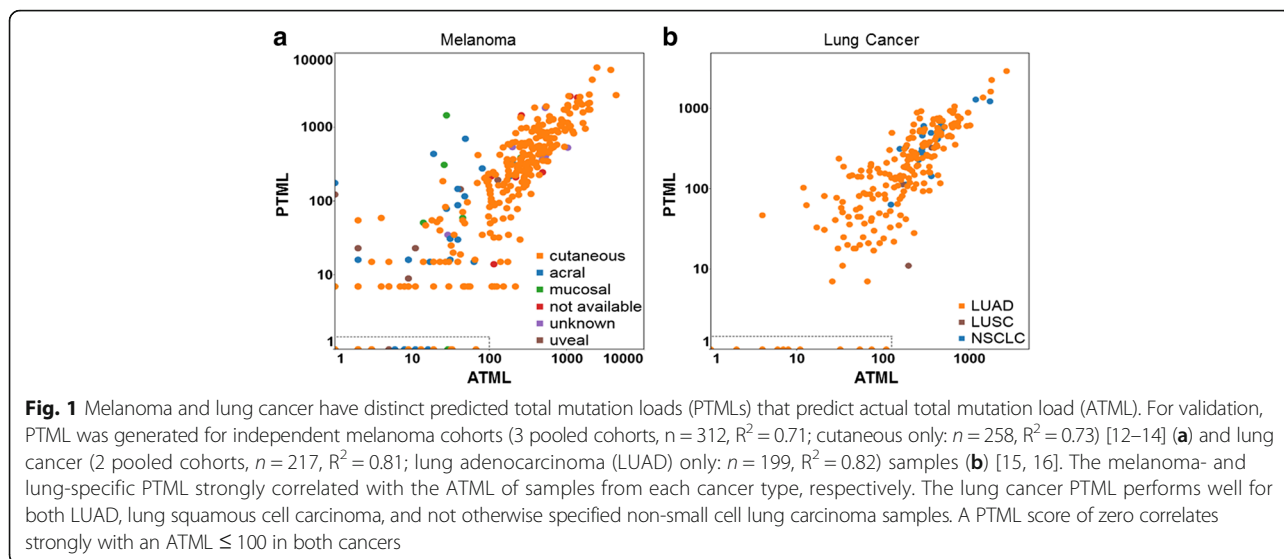 a
Melanoma
b
Lung Cancer
10000
1000
100
10
1
PTML
1 10 100 1000 10000
ATML
cutaneous
acral
mucosal
not available
unknown
uveal
1000
100
10
1
PTML
1 10 100 1000
ATML
LUAD
LUSC
NSCLC
Fig. 1 Melanoma and lung cancer have distinct predicted total mutation loads (PTMLs) that predict actual total mutation load (ATML). For validation,
PTML was generated for independent melanoma cohorts (3 pooled cohorts, n = 312, R² = 0.71; cutaneous only: n = 258, R² = 0.73) [12–14] (a) and lung
cancer (2 pooled cohorts, n = 217, R² = 0.81; lung adenocarcinoma (LUAD) only: n = 199, R² = 0.82) samples (b) [15, 16]. The melanoma- and
lung-specific PTML strongly correlated with the ATML of samples from each cancer type, respectively. The lung cancer PTML performs well for
both LUAD, lung squamous cell carcinoma, and not otherwise specified non-small cell lung carcinoma samples. A PTML score of zero correlates
strongly with an ATML ≤ 100 in both cancers